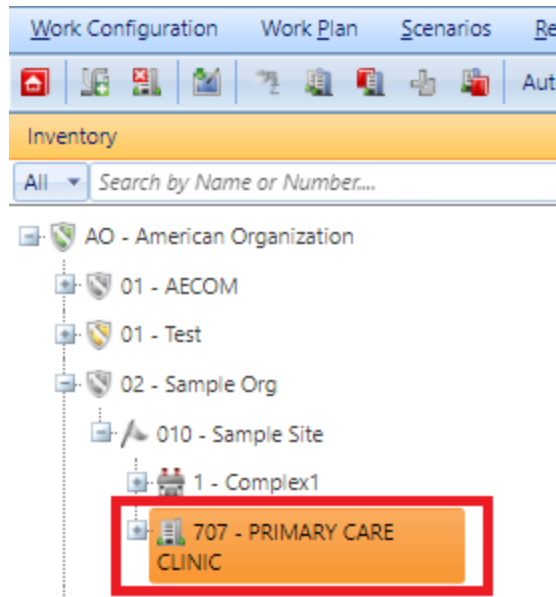 Work Configuration Work Plan Scenarios Re
Aut
Inventory
All Search by Name or Number....
AO - American Organization
01 - AECOM
01 - Test
02 - Sample Org
010 - Sample Site
1 - Complex1
707 - PRIMARY CARE
CLINIC